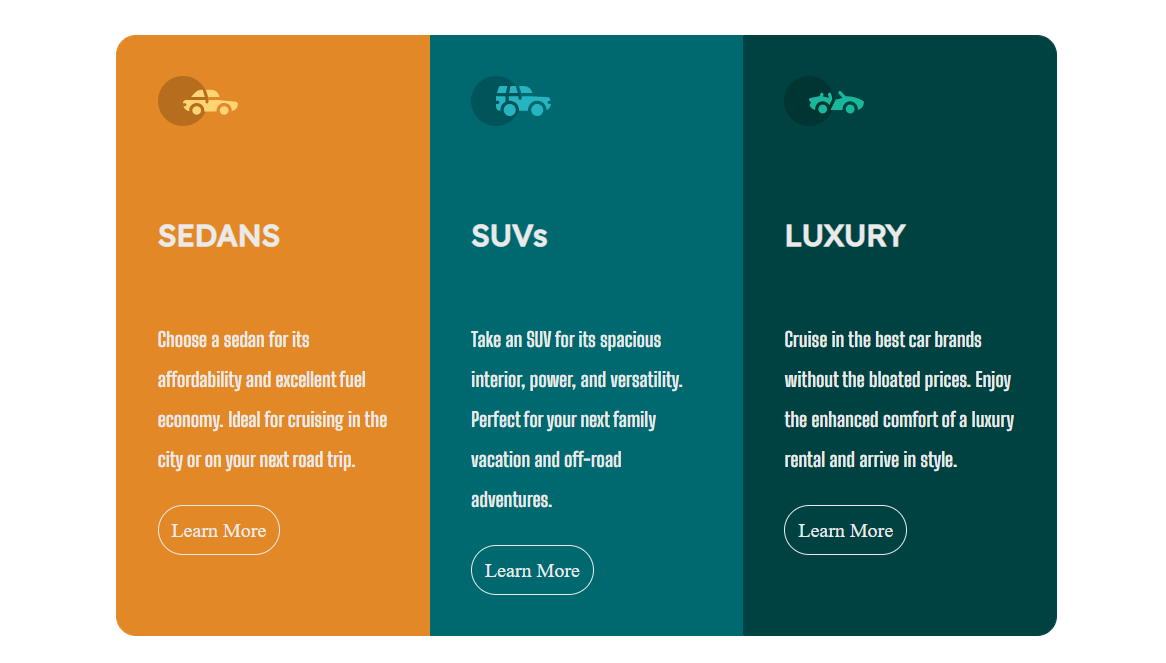 SEDANS
Choose a sedan for its
affordability and excellent fuel
economy. Ideal for cruising in the
city or on your next road trip.
Learn More
SUVs
Take an SUV for its spacious
interior, power, and versatility.
Perfect for your next family
vacation and off-road
adventures.
Learn More
LUXURY
Cruise in the best car brands
without the bloated prices. Enjoy
the enhanced comfort of a luxury
rental and arrive in style.
Learn More